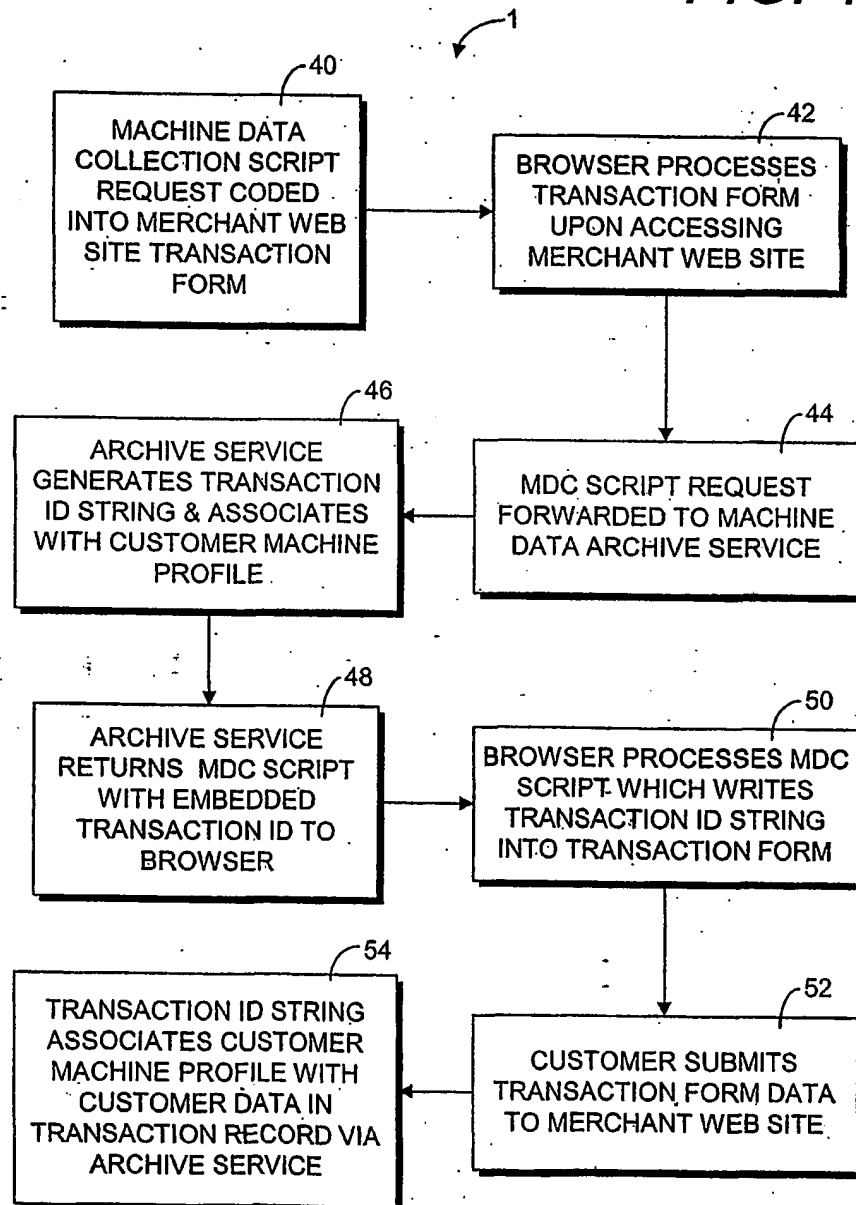 1
40
MACHINE DATA
COLLECTION SCRIPT
REQUEST CODED
INTO MERCHANT WEB
SITE TRANSACTION
FORM
42
BROWSER PROCESSES
TRANSACTION FORM
UPON ACCESSING
MERCHANT WEB SITE
44
MDC SCRIPT REQUEST
FORWARDED TO MACHINE
DATA ARCHIVE SERVICE
46
ARCHIVE SERVICE
GENERATES TRANSACTION
ID STRING & ASSOCIATES
WITH CUSTOMER MACHINE
PROFILE
48
ARCHIVE SERVICE
RETURNS MDC SCRIPT
WITH EMBEDDED
TRANSACTION ID TO
BROWSER
50
BROWSER PROCESSES MDC
SCRIPT WHICH WRITES
TRANSACTION ID STRING
INTO TRANSACTION FORM
52
CUSTOMER SUBMITS
TRANSACTION FORM DATA
TO MERCHANT WEB SITE
54
TRANSACTION ID STRING
ASSOCIATES CUSTOMER
MACHINE PROFILE WITH
CUSTOMER DATA IN
TRANSACTION RECORD VIA
ARCHIVE SERVICE